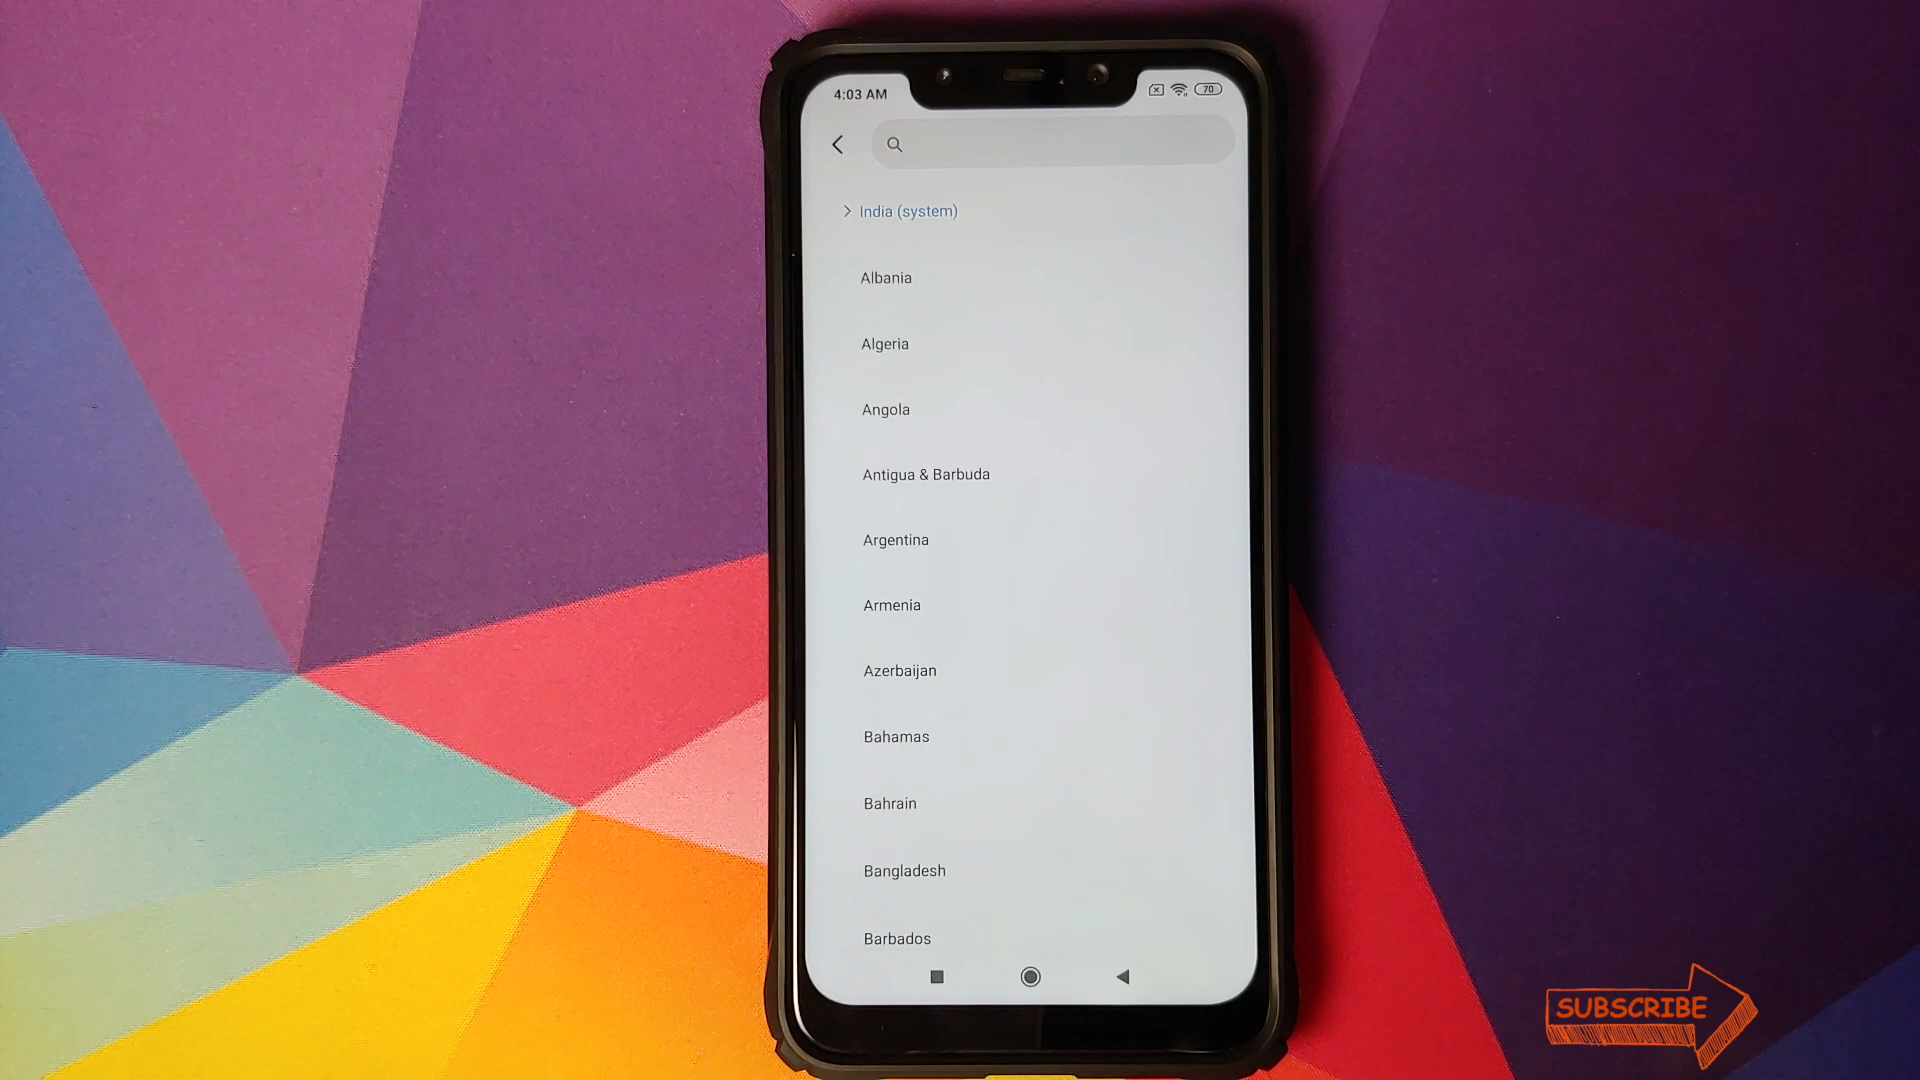 4:03 AM
70
India (system)
Albania
Algeria
Angola
Antigua & Barbuda
Argentina
Armenia
Azerbaijan
Bahamas
Bahrain
Bangladesh
Barbados
SUBSCRIBE